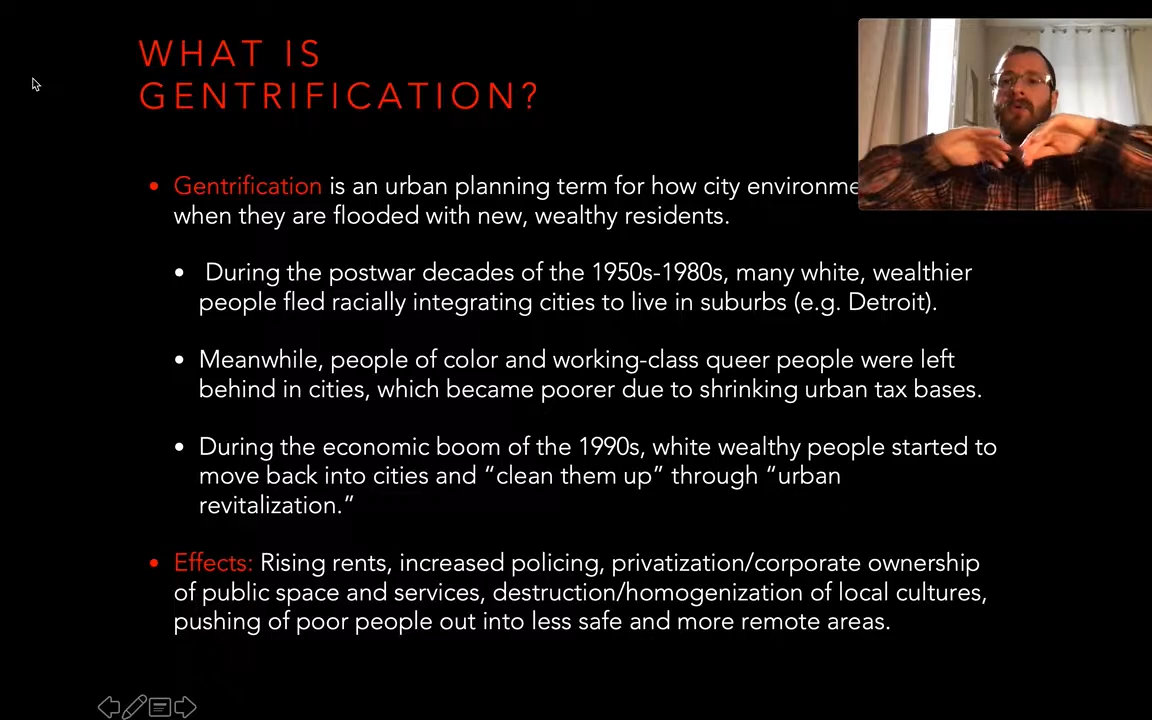 WHAT IS
GENTRIFICATION?
• Gentrification is an urban planning term for how city
when they are flooded with new, wealthy residents.
• During the postwar decades of the 1950s-1980s, many white, wealthier
people fled racially integrating cities to live in suburbs (e.g. Detroit).
• Meanwhile, people of color and working-class queer people were left
behind in cities, which became poorer due to shrinking urban tax bases.
• During the economic boom of the 1990s, white wealthy people started to
move back into cities and “clean them up” through “urban
revitalization.”
• Effects: Rising rents, increased policing, privatization/corporate ownership
of public space and services, destruction/homogenization of local cultures,
pushing of poor people out into less safe and more remote areas.